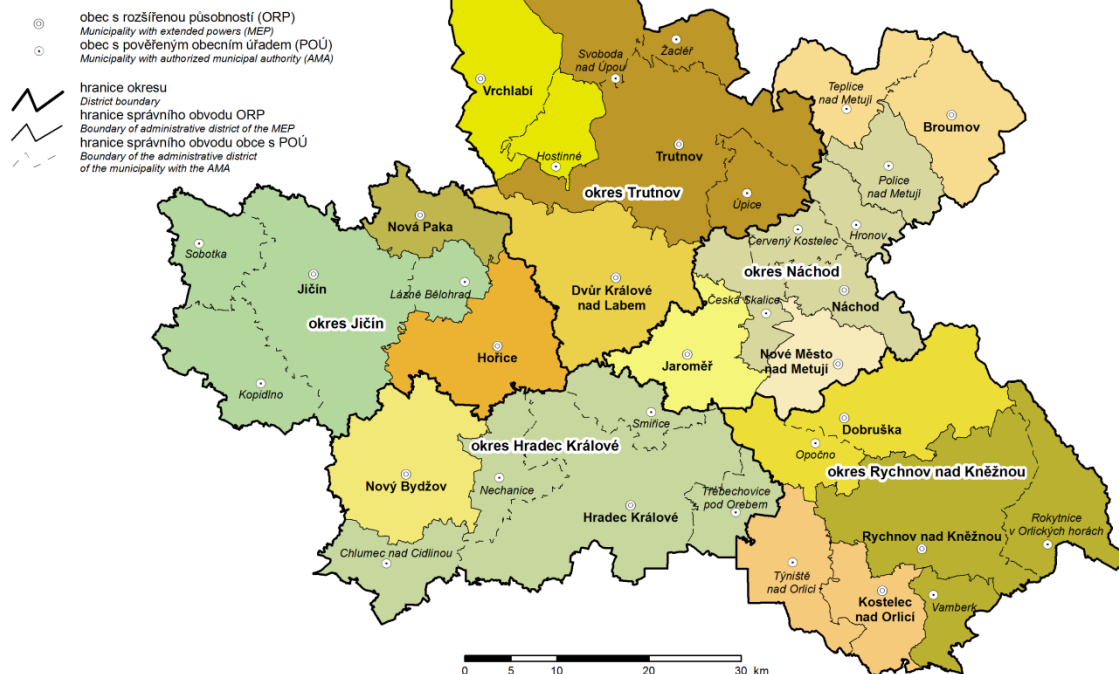 obec s rozšířenou působností (ORP)
Municipality with extended powers (MEP)
obec s pověřeným obecním úřadem (POÚ)
Municipality with authorized municipal authority (AMA)
hranice okresu
District boundary
hranice správního obvodu ORP
Boundary of administrative district of the MEP
hranice správního obvodu obce s POÚ
Boundary of the administrative district
of the municipality with the AMA
Vrchlabí
Svoboda
nad Úpou
Žacléř
Teplice
nad Metují
Broumov
Trutnov
Hostinné
Police
nad Metují
okres Trutnov
Úpice
Nová Paka
Červený Kostelec
Hronov
Sobotka
Jičín
Lázně Bělohrad
Dvůr Králové
nad Labem
okres Náchod
Náchod
Česká Skalice
okres Jičín
Hořice
Jaroměř
Nové Město
nad Metují
Kopidlno
Smiřice
Dobruška
okres Hradec Králové
Opočno
okres Rychnov nad Kněžnou
Nový Bydžov
Nechanice
Třebechovice
pod Orebem
Hradec Králové
Rokytnice
v Orlických horách
Rychnov nad Kněžnou
Chlumec nad Cidlinou
Týniště
nad Orlicí
Kostelec
nad Orlicí
Vamberk
0 5 10 20 30 km